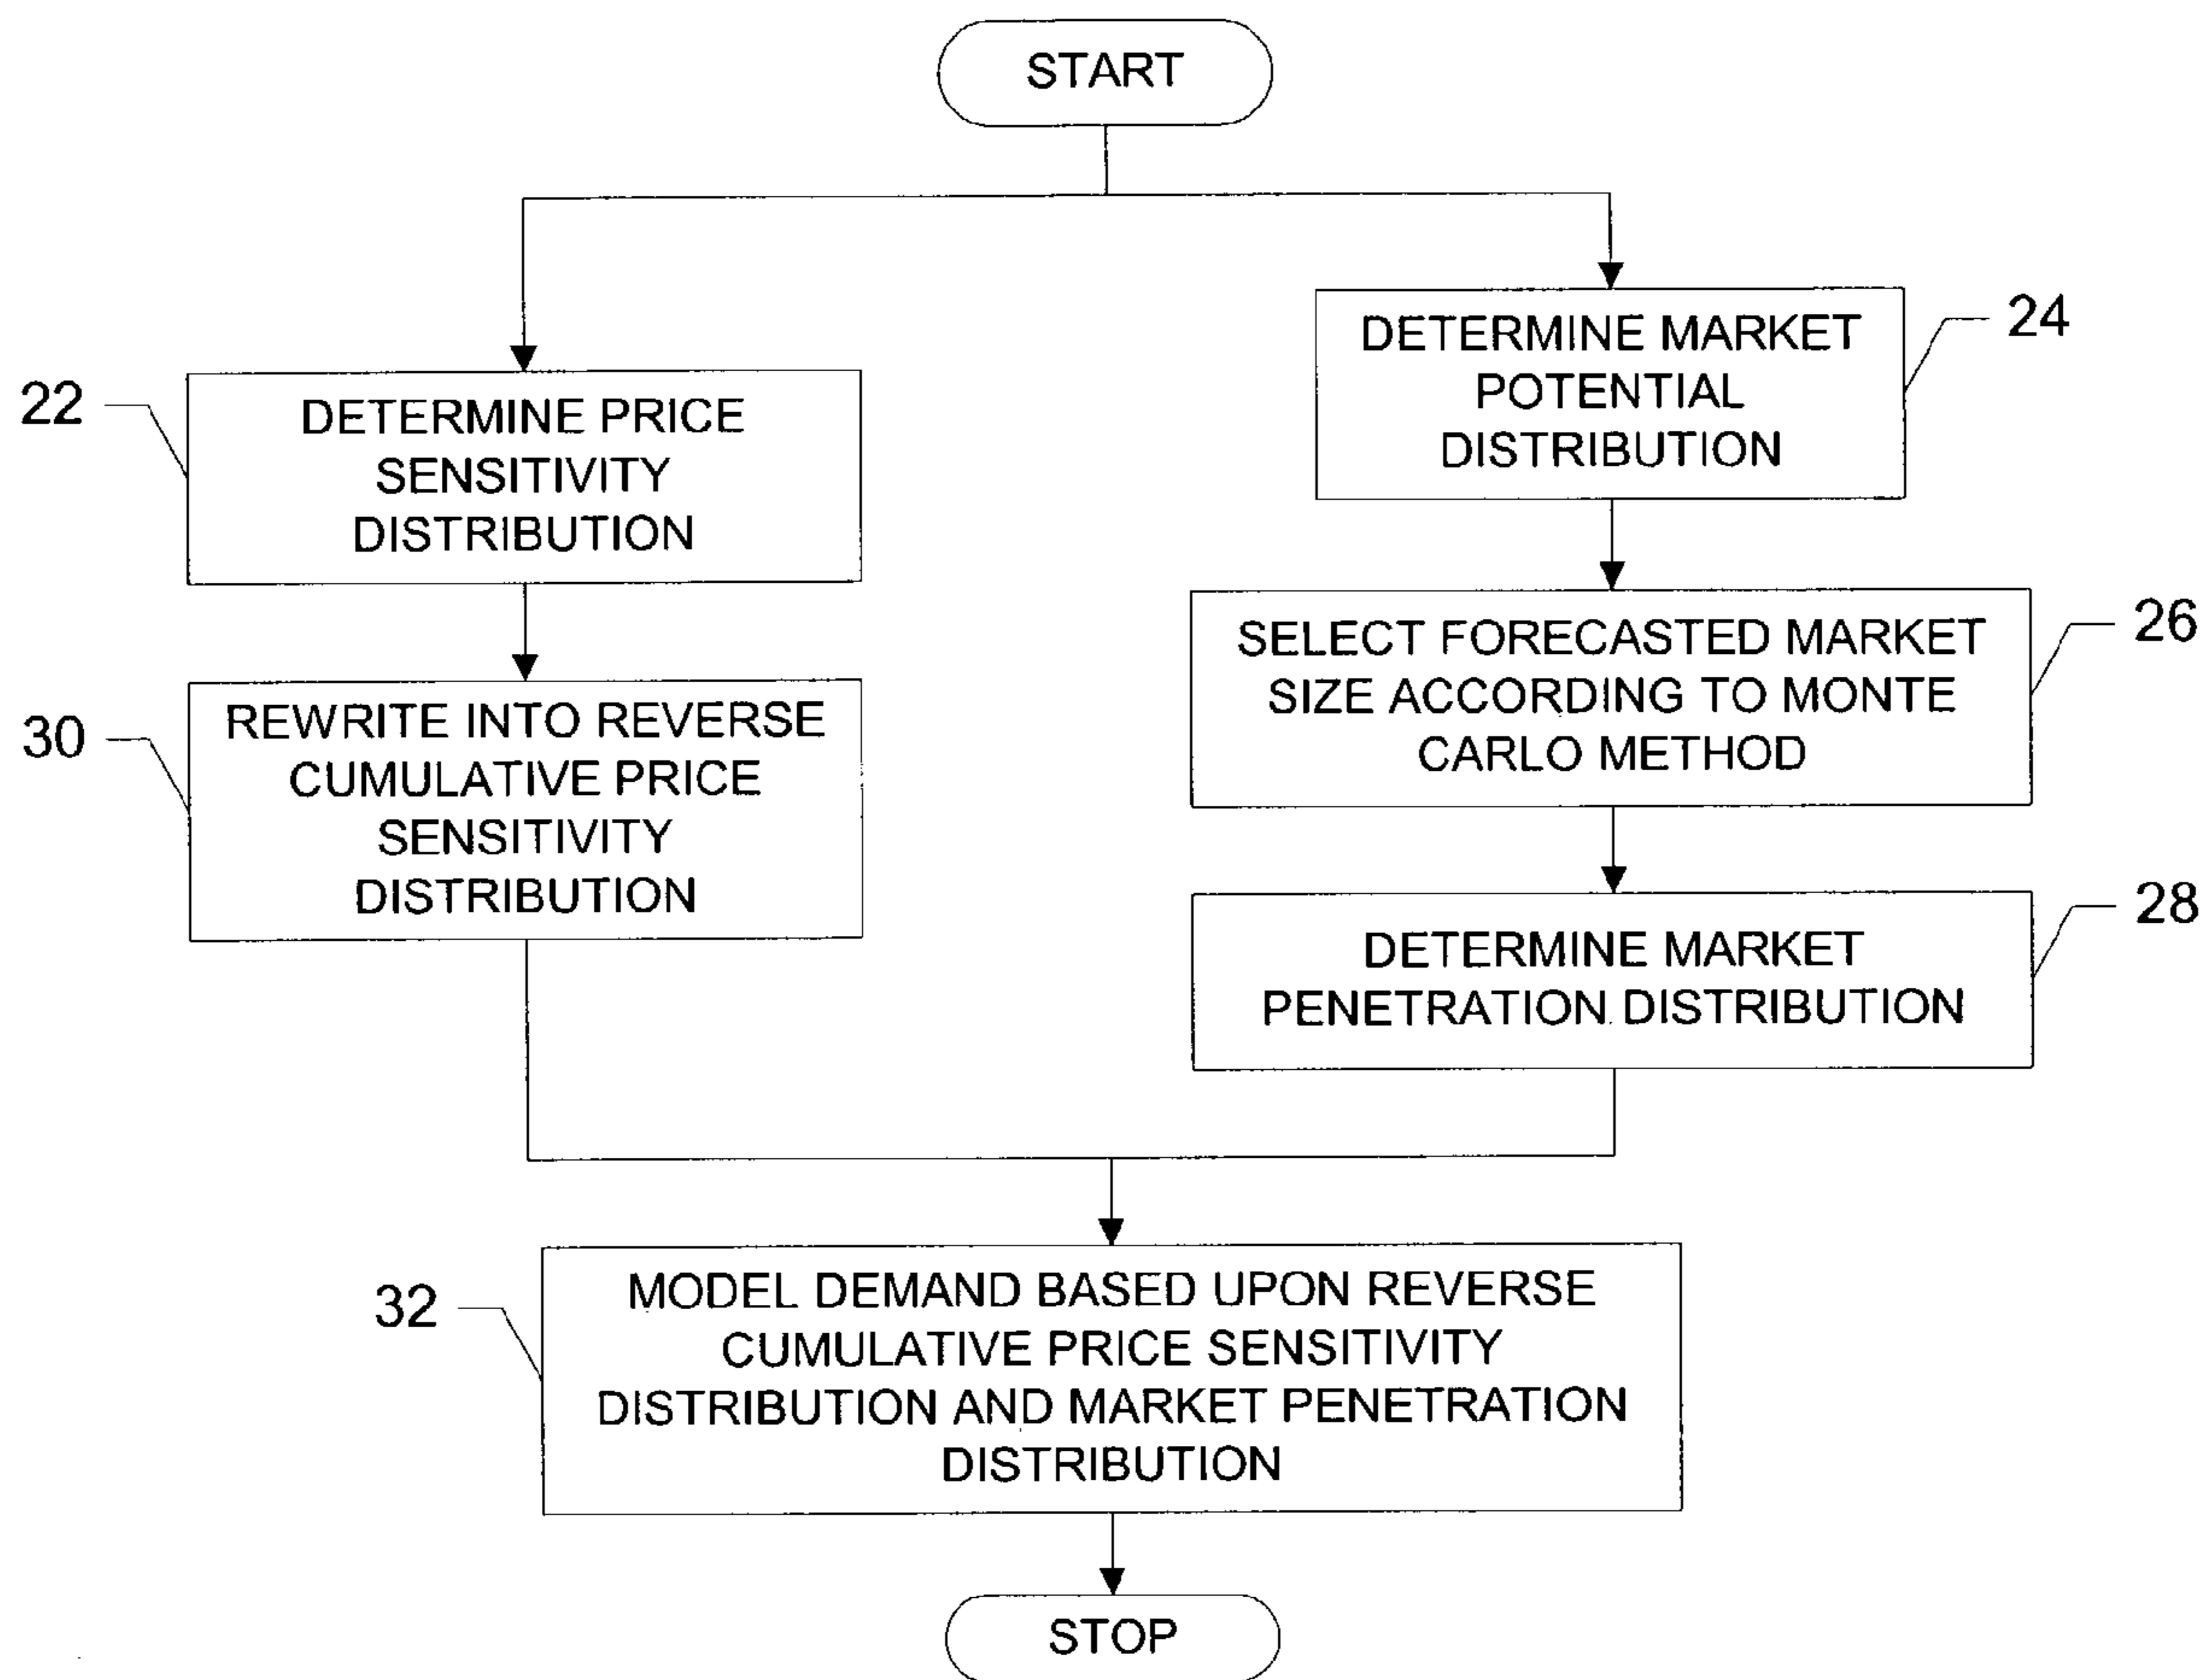 START
22
DETERMINE PRICE
SENSITIVITY
DISTRIBUTION
30
REWRITE INTO REVERSE
CUMULATIVE PRICE
SENSITIVITY
DISTRIBUTION
24
DETERMINE MARKET
POTENTIAL
DISTRIBUTION
26
SELECT FORECASTED MARKET
SIZE ACCORDING TO MONTE
CARLO METHOD
28
DETERMINE MARKET
PENETRATION DISTRIBUTION
32
MODEL DEMAND BASED UPON REVERSE
CUMULATIVE PRICE SENSITIVITY
DISTRIBUTION AND MARKET PENETRATION
DISTRIBUTION
STOP